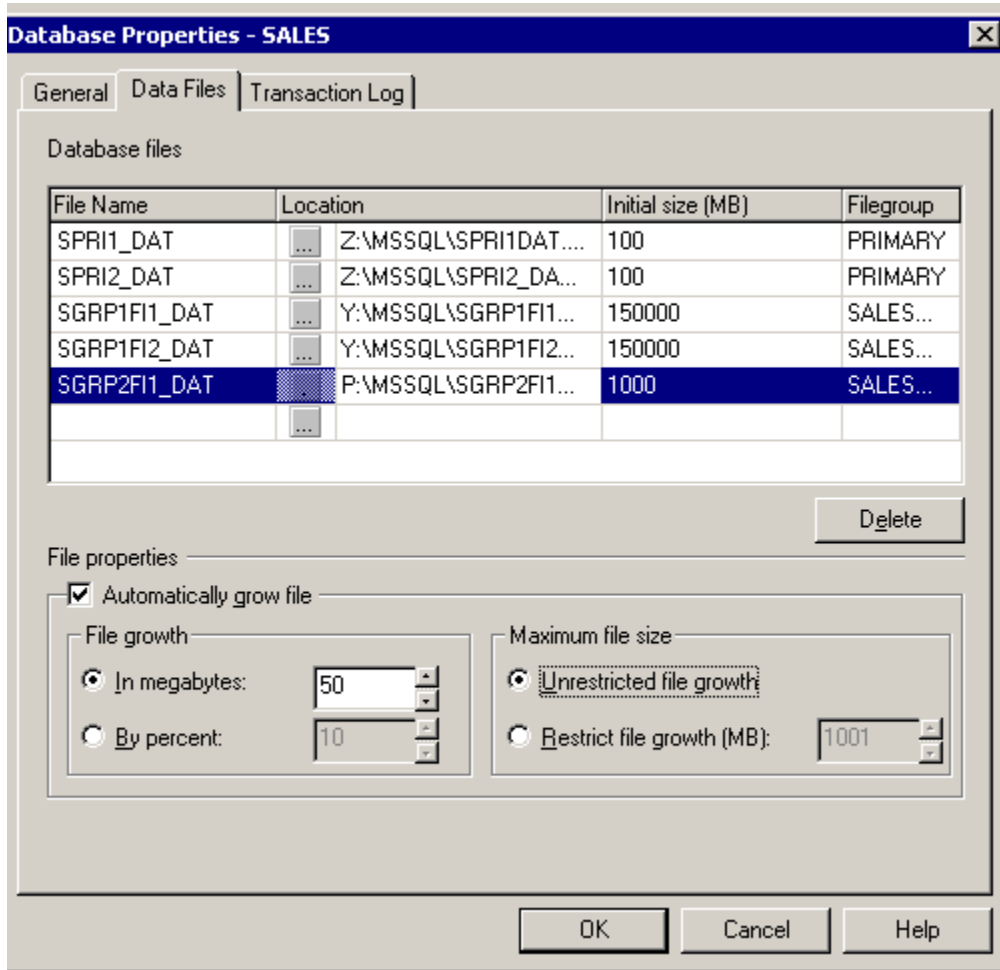 Database Properties - SALES
General Data Files Transaction Log
Database files
File Name Location Initial size (MB) Filegroup
SPRI1_DAT ... Z:\MSSQL\SPRI1DAT.... 100 PRIMARY
SPRI2_DAT ... Z:\MSSQL\SPRI2_DA... 100 PRIMARY
SGRP1FI1_DAT ... Y:\MSSQL\SGRP1FI1... 150000 SALES...
SGRP1FI2_DAT ... Y:\MSSQL\SGRP1FI2... 150000 SALES...
SGRP2FI1_DAT P:\MSSQL\SGRP2FI1... 1000 SALES...
...
Delete
File properties
Automatically grow file
File growth Maximum file size
In megabytes: 50 Unrestricted file growth
By percent: 10 Restrict file growth (MB): 1001
OK Cancel Help